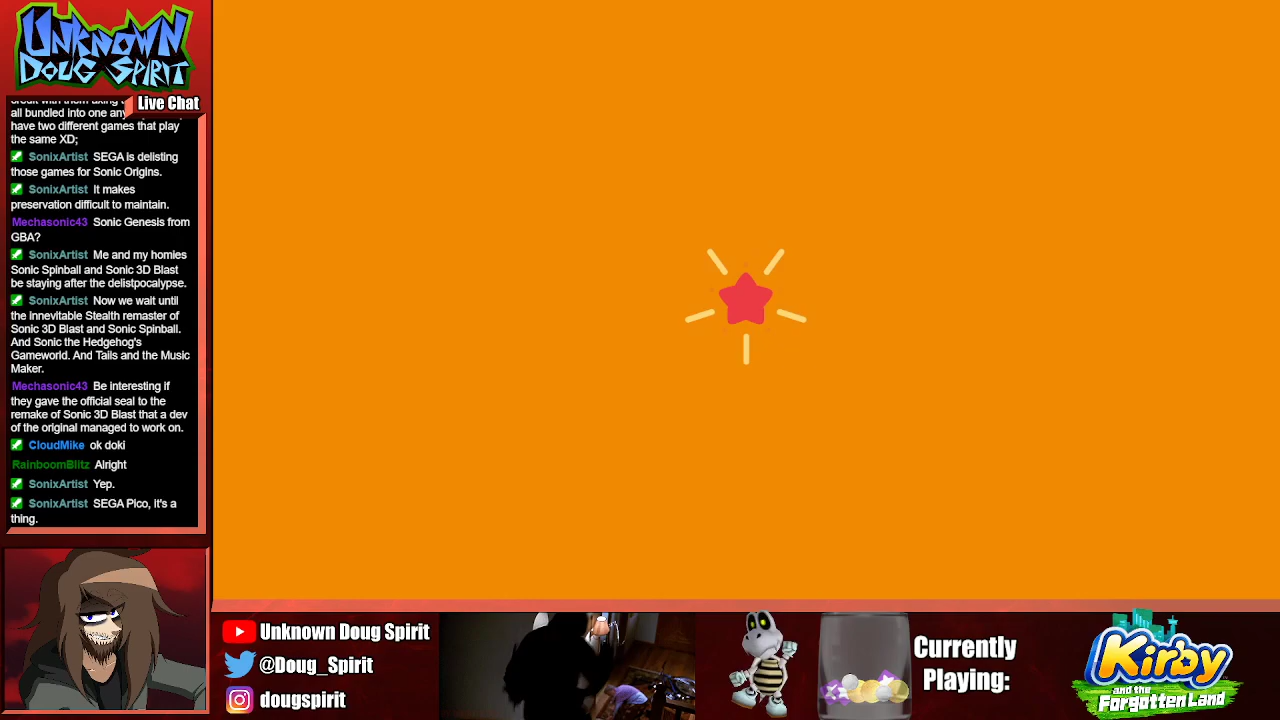 UNKNOWN
DOUG SPIRIT
Live Chat
all bundled into one any
have two different games that play
the same XD;
SonixArtist SEGA is delisting
those games for Sonic Origins.
SonixArtist It makes
preservation difficult to maintain.
Mechasonic43 Sonic Genesis from
GBA?
SonixArtist Me and my homies
Sonic Spinball and Sonic 3D Blast
be staying after the delistpocalypse.
SonixArtist Now we wait until
the innevitable Stealth remaster of
Sonic 3D Blast and Sonic Spinball.
And Sonic the Hedgehog's
Gameworld. And Tails and the Music
Maker.
Mechasonic43 Be interesting if
they gave the official seal to the
remake of Sonic 3D Blast that a dev
of the original managed to work on.
CloudMike ok doki
RainboomBlitz Alright
SonixArtist Yep.
SonixArtist SEGA Pico, it's a
thing.
Unknown Doug Spirit
@Doug_Spirit
dougspirit
Currently
Playing:
Kirby
and the
Forgotten Land